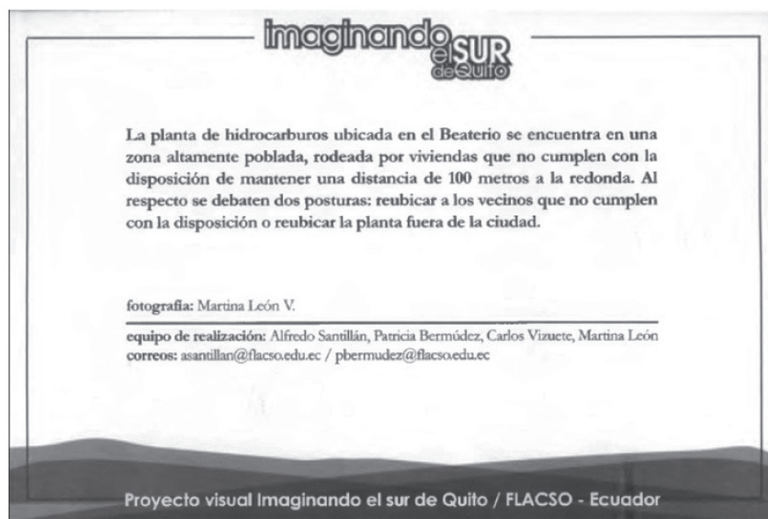 imaginando
el SUR
de Quito
La planta de hidrocarburos ubicada en el Beaterio se encuentra en una
zona altamente poblada, rodeada por viviendas que no cumplen con la
disposición de mantener una distancia de 100 metros a la redonda. Al
respecto se debaten dos posturas: reubicar a los vecinos que no cumplen
con la disposición o reubicar la planta fuera de la ciudad.
fotografia: Martina León V.
equipo de realización: Alfredo Santillán, Patricia Bermúdez, Carlos Vizuete, Martina León
correos: asantillan@flacso.edu.ec / pbermudez@flacso.edu.ec
Proyecto visual Imaginando el sur de Quito / FLACSO - Ecuador